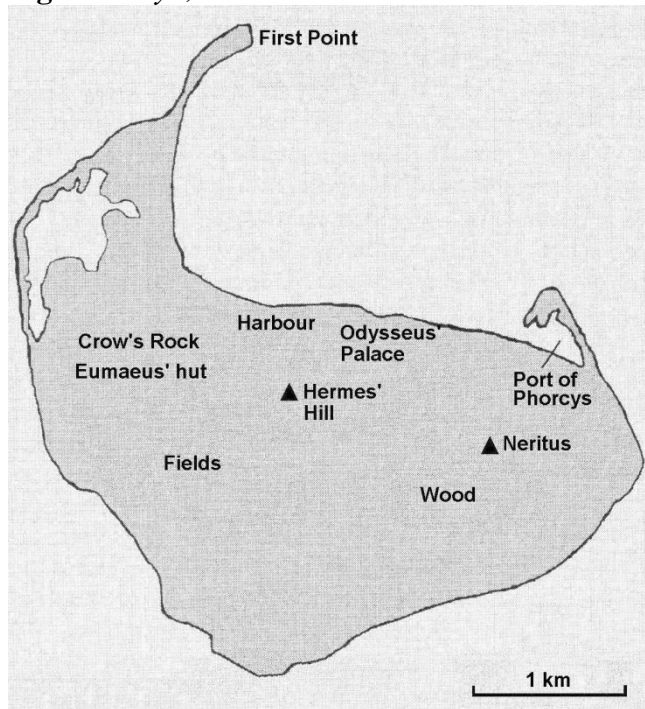 First Point
Harbour
Odysseus'
Palace
Crow's Rock
Eumaeus' hut
Hermes'
Hill
Port of
Phorcys
Neritus
Fields
Wood
1 km